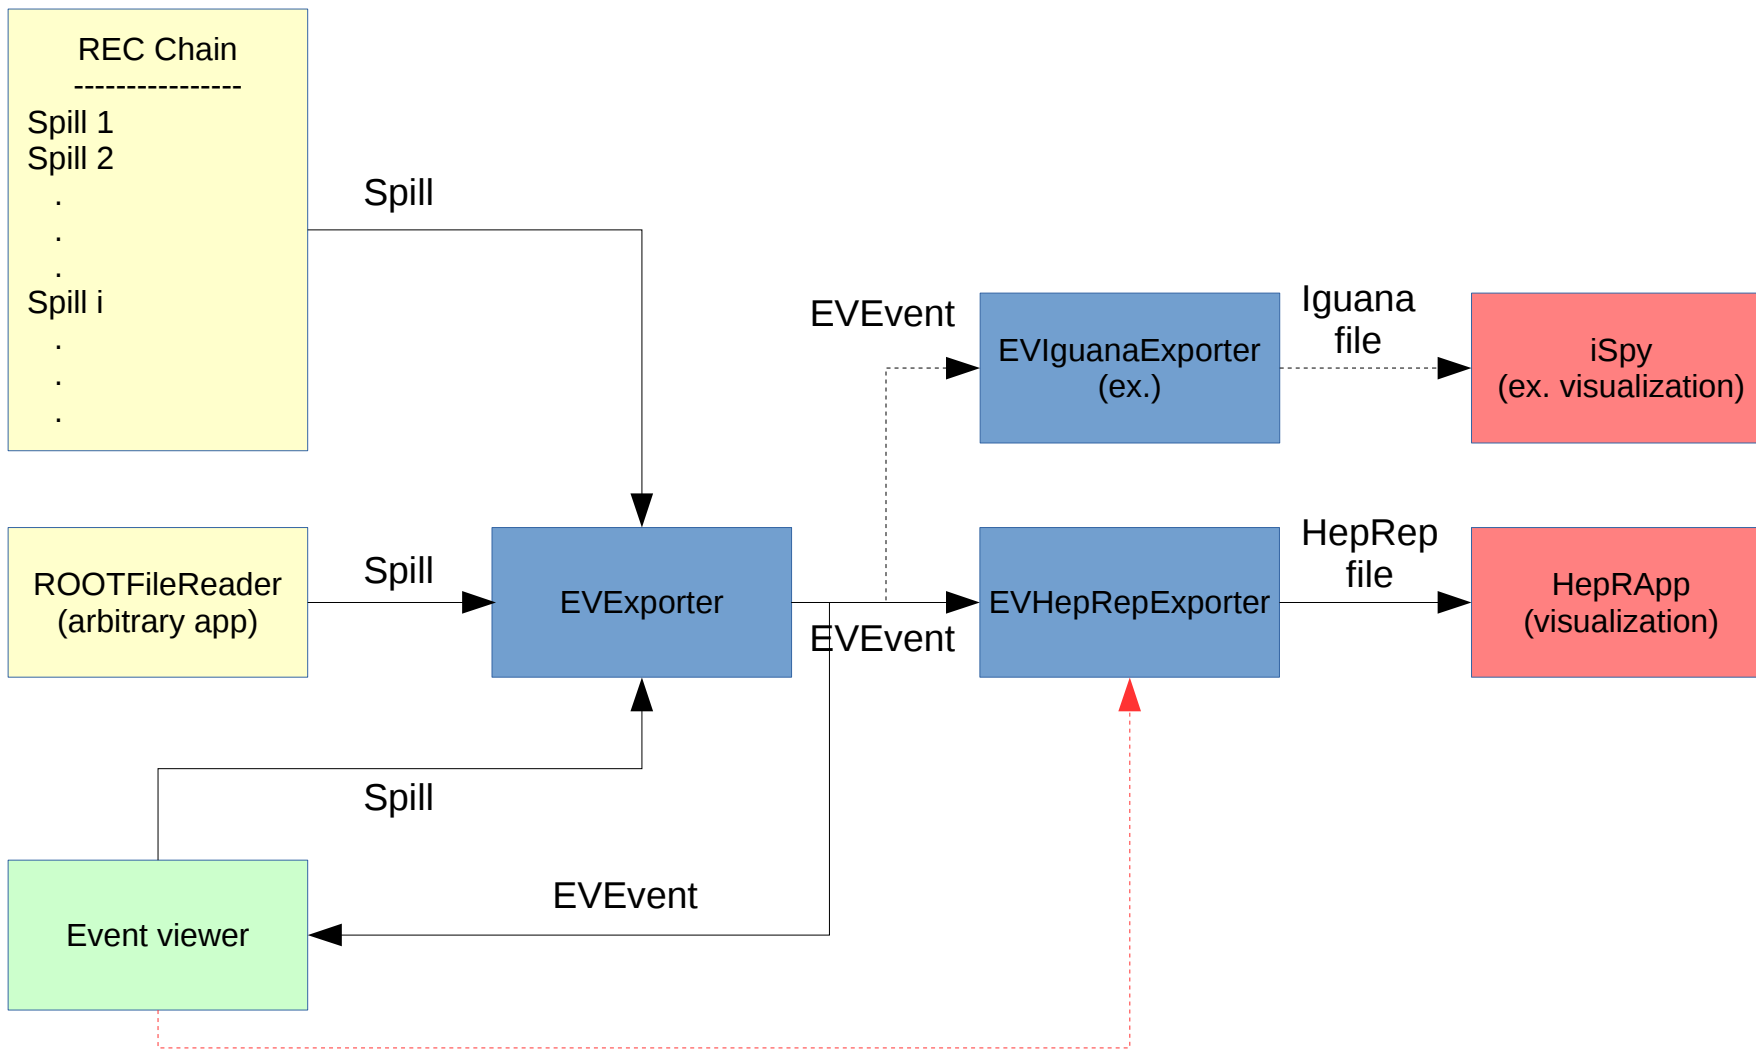 REC Chain
----------------
Spill 1
Spill 2
.
.
.
Spill i
.
.
.
Spill
EVEvent
EVIguanaExporter
(ex.)
Iguana
file
iSpy
(ex. visualization)
ROOTFileReader
(arbitrary app)
Spill
EVExporter
EVEvent
EVHepRepExporter
HepRep
file
HepRApp
(visualization)
Spill
Event viewer
EVEvent